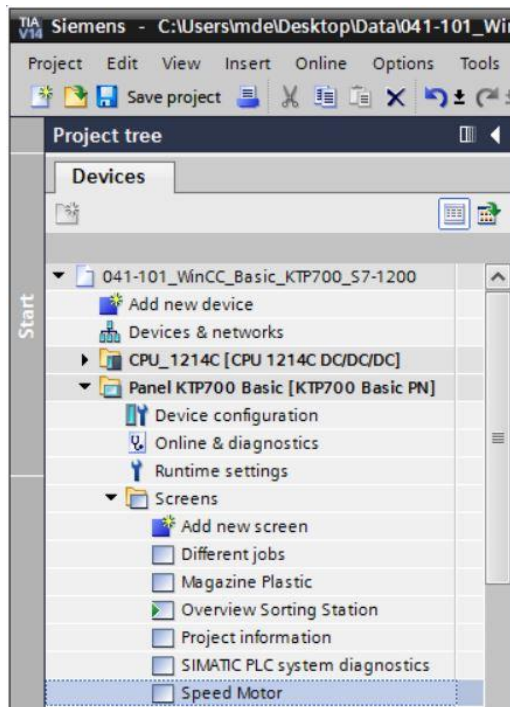 TIA V14 Siemens - C:\Users\mde\Desktop\Data\041-101_Win
Project Edit View Insert Online Options Tools
Save project
Project tree
Devices
Start
041-101_WinCC_Basic_KTP700_S7-1200
Add new device
Devices & networks
CPU_1214C [CPU 1214C DC/DC/DC]
Panel KTP700 Basic [KTP700 Basic PN]
Device configuration
Online & diagnostics
Runtime settings
Screens
Add new screen
Different jobs
Magazine Plastic
Overview Sorting Station
Project information
SIMATIC PLC system diagnostics
Speed Motor